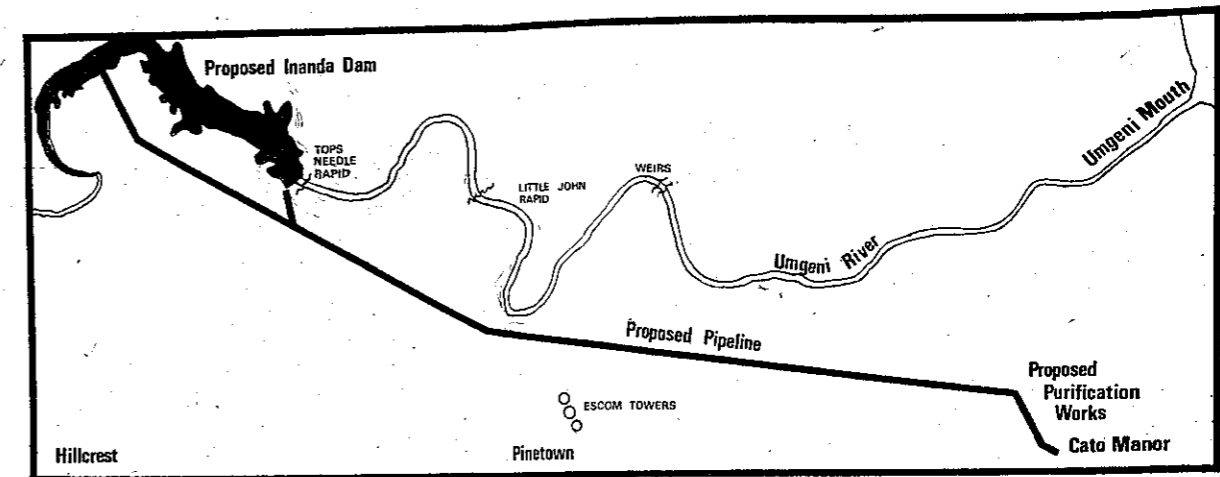 Proposed Inanda Dam
TOPS
NEEDLE
RAPID
LITTLE JOHN
RAPID
WEIRS
Umgeni Mouth
Umgeni River
Proposed Pipeline
Proposed
Purification
Works
Cato Manor
ESCOM TOWERS
Hillcrest
Pinetown